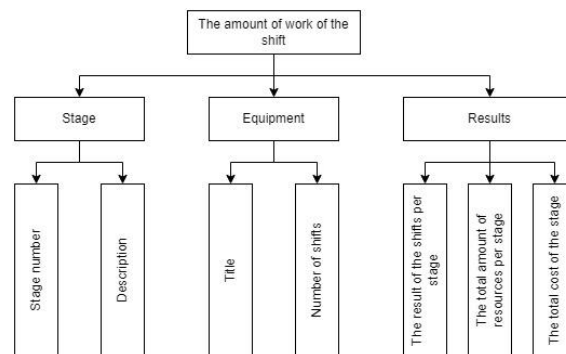 The amount of work of the
shift
Stage
Equipment
Results
Stage number
Description
Title
Number of shifts
The result of the shifts per
stage
The total amount of
resources per stage
The total cost of the stage